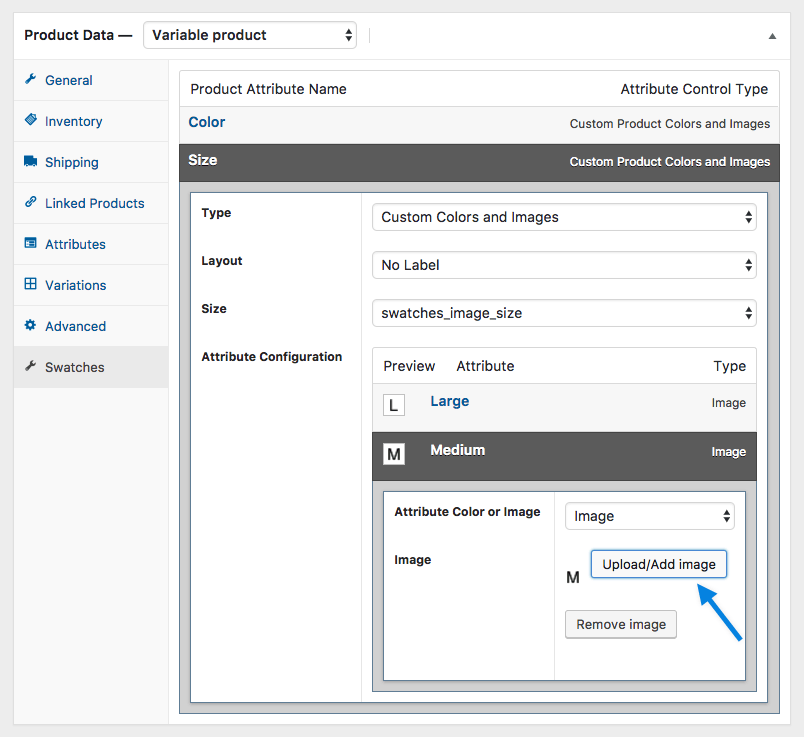 Product Data — Variable product
General
Inventory
Shipping
Linked Products
Attributes
Variations
Advanced
Swatches
Product Attribute Name Attribute Control Type
Color Custom Product Colors and Images
Size Custom Product Colors and Images
Type Custom Colors and Images
Layout No Label
Size swatches_image_size
Attribute Configuration
Preview Attribute Type
L Large Image
M Medium Image
Attribute Color or Image Image
Image M Upload/Add image
Remove image